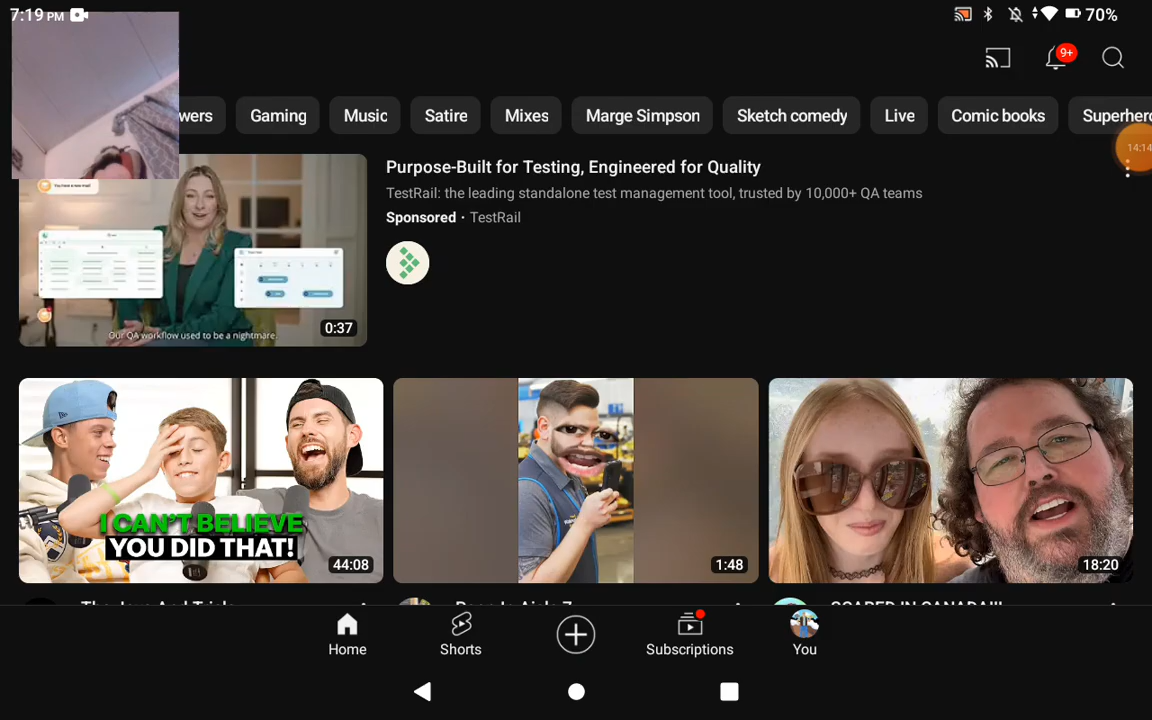 7:19 PM
70%
9+
wers
Gaming
Music
Satire
Mixes
Marge Simpson
Sketch comedy
Live
Comic books
Superher
14:14
Purpose-Built for Testing, Engineered for Quality
TestRail: the leading standalone test management tool, trusted by 10,000+ QA teams
Sponsored · TestRail
Our QA workflow used to be a nightmare.
0:37
I CAN'T BELIEVE
YOU DID THAT!
44:08
1:48
18:20
Home
Shorts
Subscriptions
You